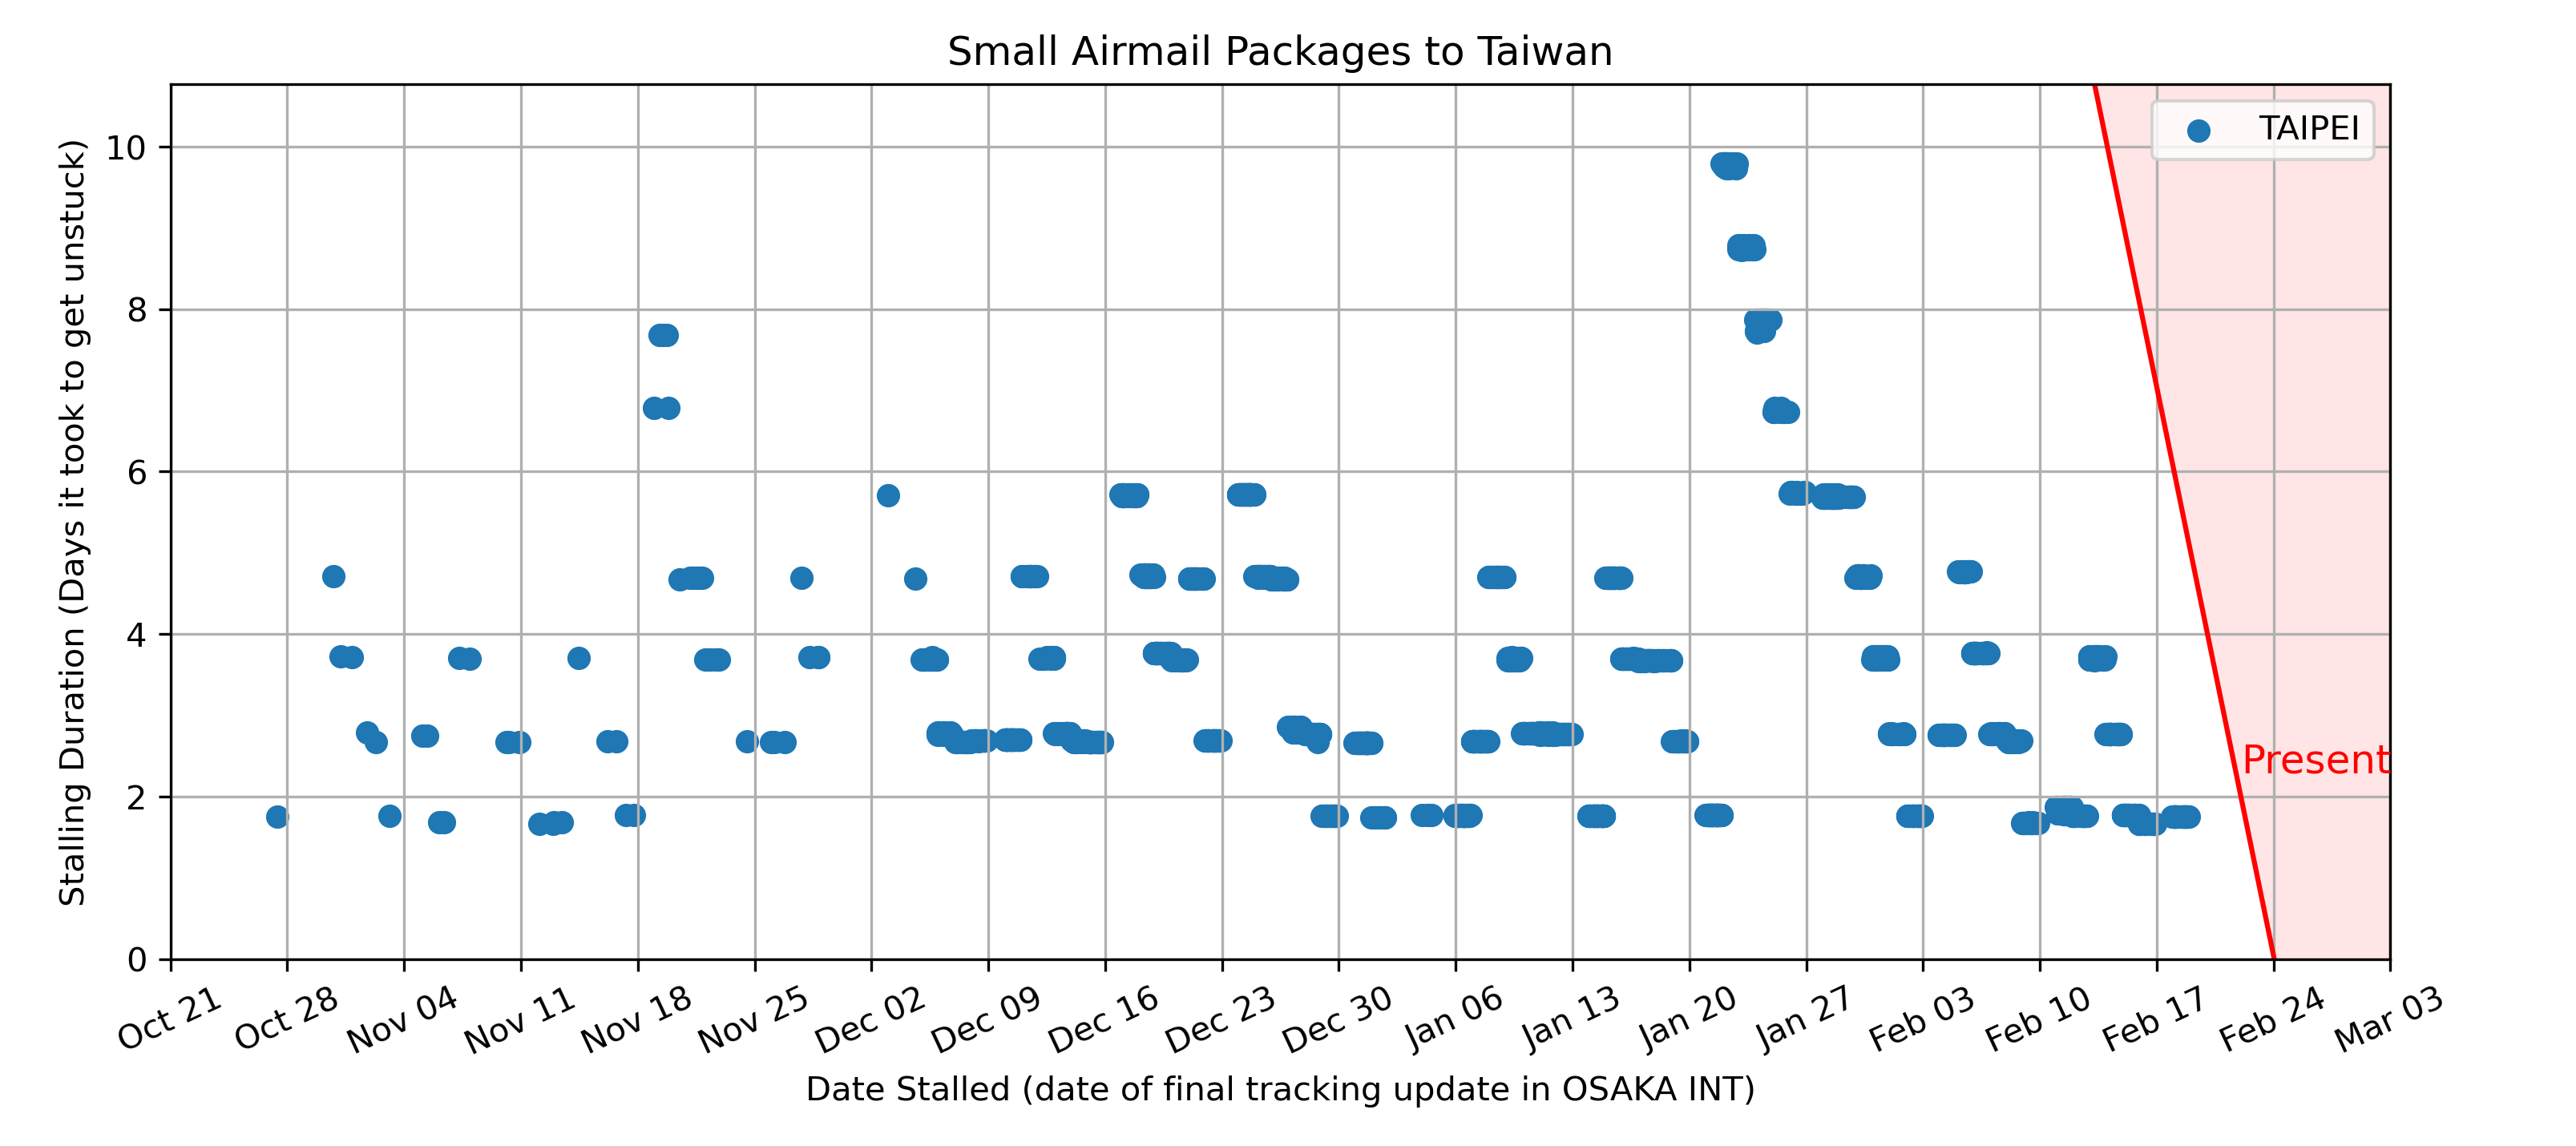 Small Airmail Packages to Taiwan
Stalling Duration (Days it took to get unstuck)
10
8
6
4
2
0
TAIPEI
Present
Oct 21
Oct 28
Nov 04
Nov 11
Nov 18
Nov 25
Dec 02
Dec 09
Dec 16
Dec 23
Dec 30
Jan 06
Jan 13
Jan 20
Jan 27
Feb 03
Feb 10
Feb 17
Feb 24
Mar 03
Date Stalled (date of final tracking update in OSAKA INT)